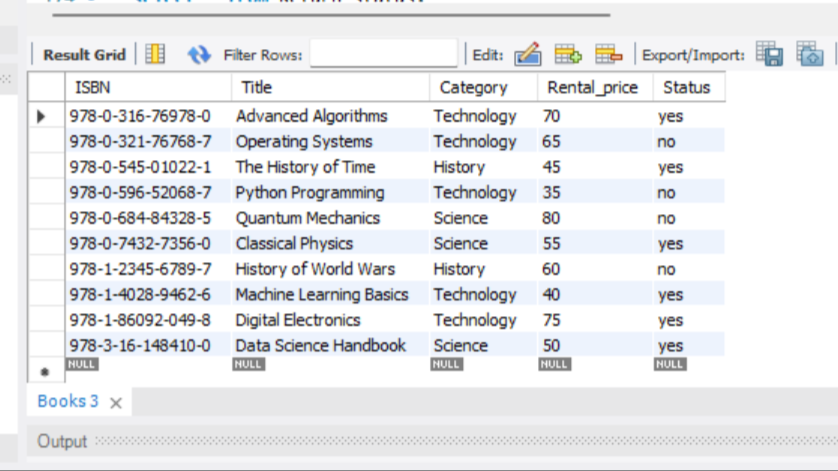 Result Grid Filter Rows: Edit: Export/Import:
ISBN Title Category Rental_price Status
978-0-316-76978-0 Advanced Algorithms Technology 70 yes
978-0-321-76768-7 Operating Systems Technology 65 no
978-0-545-01022-1 The History of Time History 45 yes
978-0-596-52068-7 Python Programming Technology 35 no
978-0-684-84328-5 Quantum Mechanics Science 80 no
978-0-7432-7356-0 Classical Physics Science 55 yes
978-1-2345-6789-7 History of World Wars History 60 no
978-1-4028-9462-6 Machine Learning Basics Technology 40 yes
978-1-86092-049-8 Digital Electronics Technology 75 yes
978-3-16-148410-0 Data Science Handbook Science 50 yes
NULL NULL NULL NULL NULL
Books 3
Output